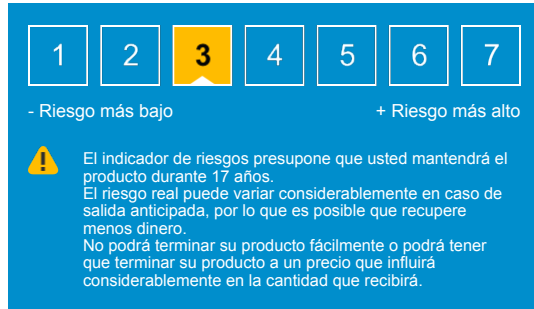 1 2 3 4 5 6 7
- Riesgo más bajo + Riesgo más alto
El indicador de riesgos presupone que usted mantendrá el
producto durante 17 años.
El riesgo real puede variar considerablemente en caso de
salida anticipada, por lo que es posible que recupere
menos dinero.
No podrá terminar su producto fácilmente o podrá tener
que terminar su producto a un precio que influirá
considerablemente en la cantidad que recibirá.